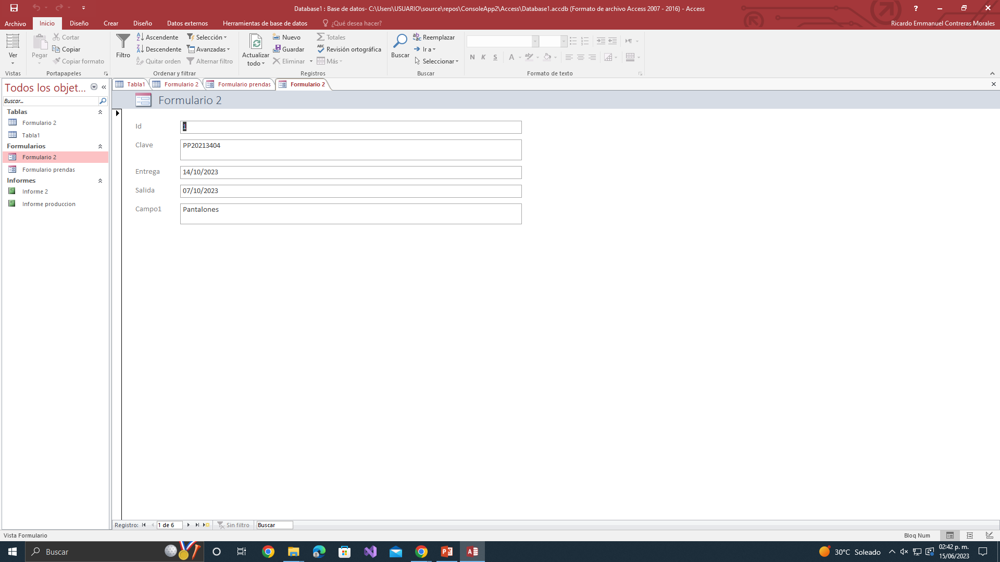 Database1 : Base de datos- C:\Users\USUARIO\source\repos\ConsoleApp2\Access\Database1.accdb (Formato de archivo Access 2007 - 2016) - Access
?
Archivo Inicio Diseño Crear Diseño Datos externos Herramientas de base de datos ¿Qué desea hacer? Ricardo Emmanuel Contreras Morales
Ver
Vistas
Pegar
Cortar
Copiar
Copiar formato
Portapapeles
Filtro
Ascendente
Descendente
Quitar orden
Selección
Avanzadas
Alternar filtro
Ordenar y filtrar
Actualizar
todo
Nuevo
Guardar
Eliminar
Totales
Revisión ortográfica
Más
Registros
Buscar
Reemplazar
Ir a
Seleccionar
Buscar
N K S A
Formato de texto
Todos los objet...
Buscar...
Tablas
Formulario 2
Tabla1
Formularios
Formulario 2
Formulario prendas
Informes
Informe 2
Informe produccion
Tabla1 Formulario 2 Formulario prendas Formulario 2
Formulario 2
Id 1
Clave PP20213404
Entrega 14/10/2023
Salida 07/10/2023
Campo1 Pantalones
Registro: 1 de 6 Sin filtro Buscar
Vista Formulario Bloq Num
Buscar 30°C Soleado 02:42 p. m.
15/06/2023